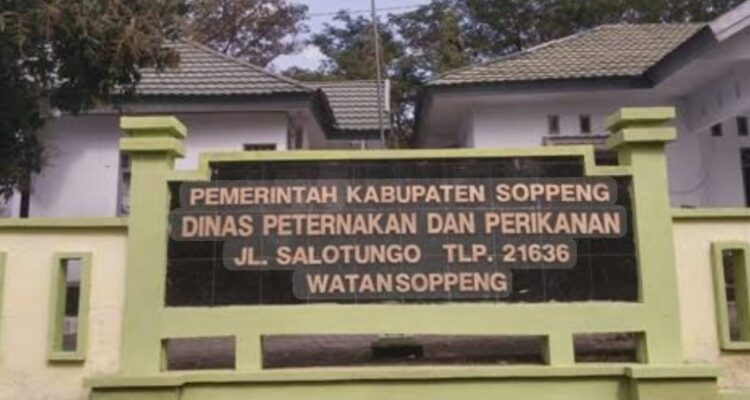 PEMERINTAH KABUPATEN SOPPENG
DINAS PETERNAKAN DAN PERIKANAN
JL. SALOTUNGO TLP. 21636
WATANSOPPENG